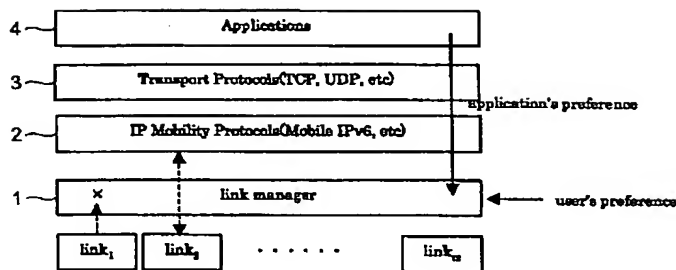 4 Applications
3 Transport Protocols(TCP, UDP, etc)
application's preference
2 IP Mobility Protocols(Mobile IPv6, etc)
1 × link manager
user's preference
link₁ link₂ · · · · · · linkₙ